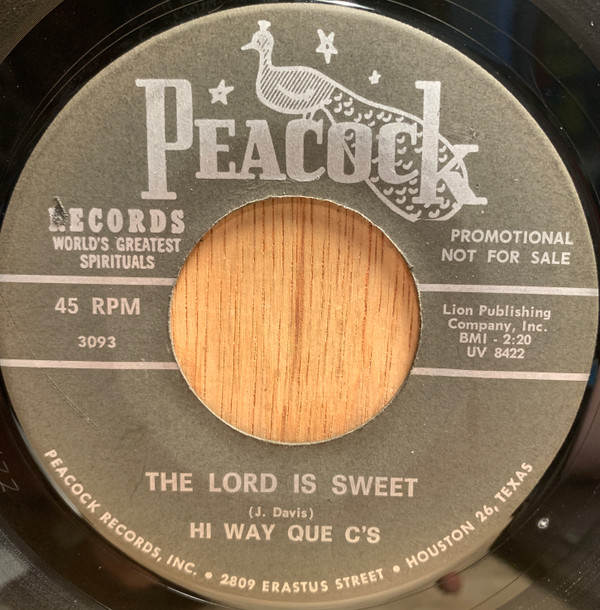 PEACOCK
RECORDS
WORLD'S GREATEST
SPIRITUALS
PROMOTIONAL
NOT FOR SALE
45 RPM
3093
Lion Publishing
Company, Inc.
BMI - 2:20
UV 8422
THE LORD IS SWEET
(J. Davis)
HI WAY QUE C'S
PEACOCK RECORDS, INC. • 2809 ERASTUS STREET • HOUSTON 26, TEXAS